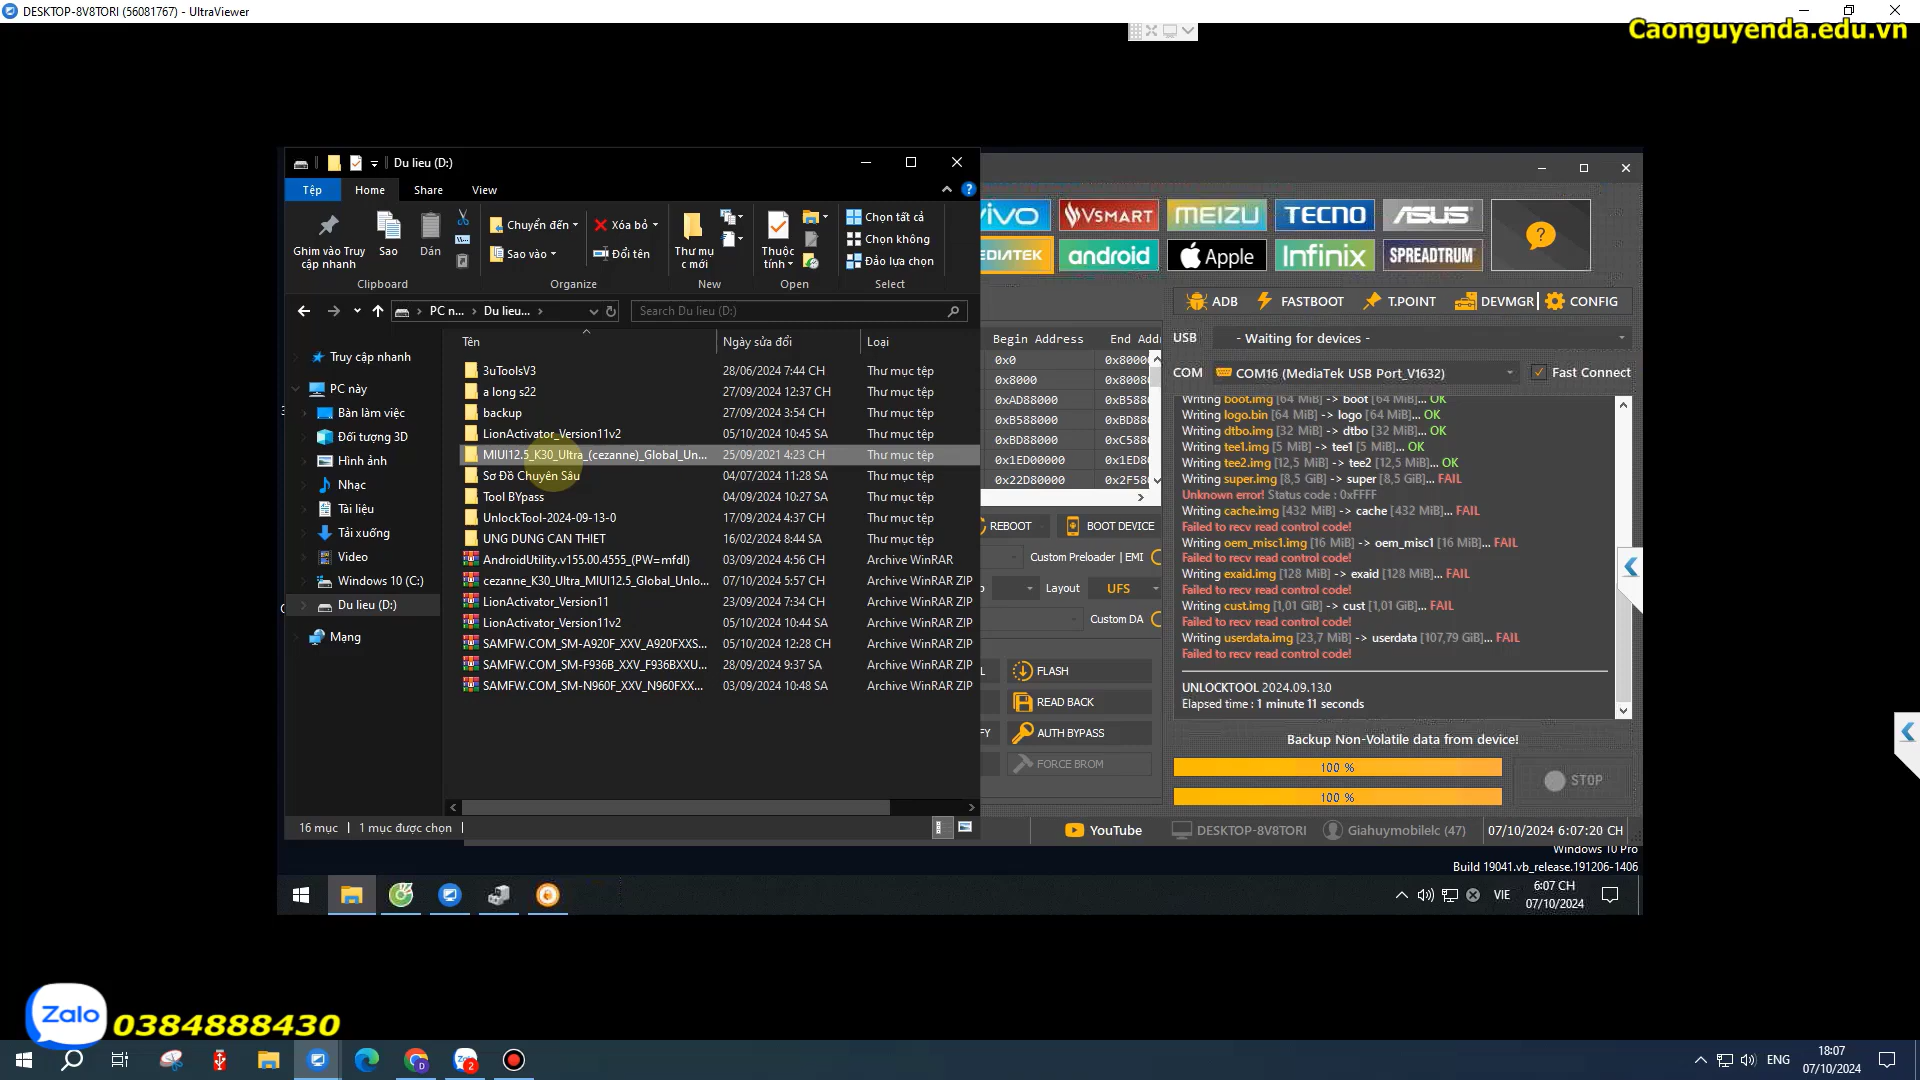 DESKTOP-8V8TORI (56081767) - UltraViewer
Caonguyenda.edu.vn
Du lieu (D:)
Tệp
Home
Share
View
Ghim vào Truy cập nhanh
Sao
Dán
Clipboard
Chuyển đến
Sao vào
Xóa bỏ
Đổi tên
Organize
Thư mục mới
New
Thuộc tính
Open
Chọn tất cả
Chọn không
Đảo lựa chọn
Select
PC n...
Du lieu...
Search Du lieu (D:)
Truy cập nhanh
PC này
Bàn làm việc
Đối tượng 3D
Hình ảnh
Nhạc
Tài liệu
Tải xuống
Video
Windows 10 (C:)
Du lieu (D:)
Mạng
Tên Ngày sửa đổi Loại
3uToolsV3 28/06/2024 7:44 CH Thư mục tệp
a long s22 27/09/2024 12:37 CH Thư mục tệp
backup 27/09/2024 3:54 CH Thư mục tệp
LionActivator_Version11v2 05/10/2024 10:45 SA Thư mục tệp
MIUI12.5_K30_Ultra_(cezanne)_Global_Un... 25/09/2021 4:23 CH Thư mục tệp
Sơ Đồ Chuyên Sâu 04/07/2024 11:28 SA Thư mục tệp
Tool BYpass 04/09/2024 10:27 SA Thư mục tệp
UnlockTool-2024-09-13-0 17/09/2024 4:37 CH Thư mục tệp
UNG DUNG CAN THIET 16/02/2024 8:44 SA Thư mục tệp
AndroidUtility.v155.00.4555_(PW=mfdl) 03/09/2024 4:56 CH Archive WinRAR
cezanne_K30_Ultra_MIUI12.5_Global_Unlo... 07/10/2024 5:57 CH Archive WinRAR ZIP
LionActivator_Version11 23/09/2024 7:34 CH Archive WinRAR ZIP
LionActivator_Version11v2 05/10/2024 10:44 SA Archive WinRAR ZIP
SAMFW.COM_SM-A920F_XXV_A920FXXS... 05/10/2024 12:28 CH Archive WinRAR ZIP
SAMFW.COM_SM-F936B_XXV_F936BXXU... 28/09/2024 9:37 SA Archive WinRAR ZIP
SAMFW.COM_SM-N960F_XXV_N960FXX... 03/09/2024 10:48 SA Archive WinRAR ZIP
16 mục
1 mục được chọn
VIVO VSMART MEIZU TECNO ASUS
EDIATEK android Apple Infinix SPREADTRUM
?
ADB FASTBOOT T.POINT DEVMGR CONFIG
USB - Waiting for devices -
COM COM16 (MediaTek USB Port_V1632) Fast Connect
Begin Address End Addr
0x0 0x8000
0x8000 0x8008
0xAD88000 0xB588
0xB588000 0xBD88
0xBD88000 0xC588
0x1ED00000 0x1ED8
0x22D80000 0x2F58
REBOOT BOOT DEVICE
Custom Preloader | EMI
Layout UFS
Custom DA
FLASH
READ BACK
FY AUTH BYPASS
FORCE BROM
Writing boot.img [64 MiB] -> boot [64 MiB]... OK
Writing logo.bin [64 MiB] -> logo [64 MiB]... OK
Writing dtbo.img [32 MiB] -> dtbo [32 MiB]... OK
Writing tee1.img [5 MiB] -> tee1 [5 MiB]... OK
Writing tee2.img [12,5 MiB] -> tee2 [12,5 MiB]... OK
Writing super.img [8,5 GiB] -> super [8,5 GiB]... FAIL
Unknown error! Status code : 0xFFFF
Writing cache.img [432 MiB] -> cache [432 MiB]... FAIL
Failed to recv read control code!
Writing oem_misc1.img [16 MiB] -> oem_misc1 [16 MiB]... FAIL
Failed to recv read control code!
Writing exaid.img [128 MiB] -> exaid [128 MiB]... FAIL
Failed to recv read control code!
Writing cust.img [1,01 GiB] -> cust [1,01 GiB]... FAIL
Failed to recv read control code!
Writing userdata.img [23,7 MiB] -> userdata [107,79 GiB]... FAIL
Failed to recv read control code!
UNLOCKTOOL 2024.09.13.0
Elapsed time : 1 minute 11 seconds
Backup Non-Volatile data from device!
100 %
100 %
STOP
YouTube DESKTOP-8V8TORI Giahuymobilelc (47) 07/10/2024 6:07:20 CH
Windows 10 Pro
Build 19041.vb_release.191206-1406
VIE
6:07 CH
07/10/2024
Zalo 0384888430
2
ENG
18:07
07/10/2024